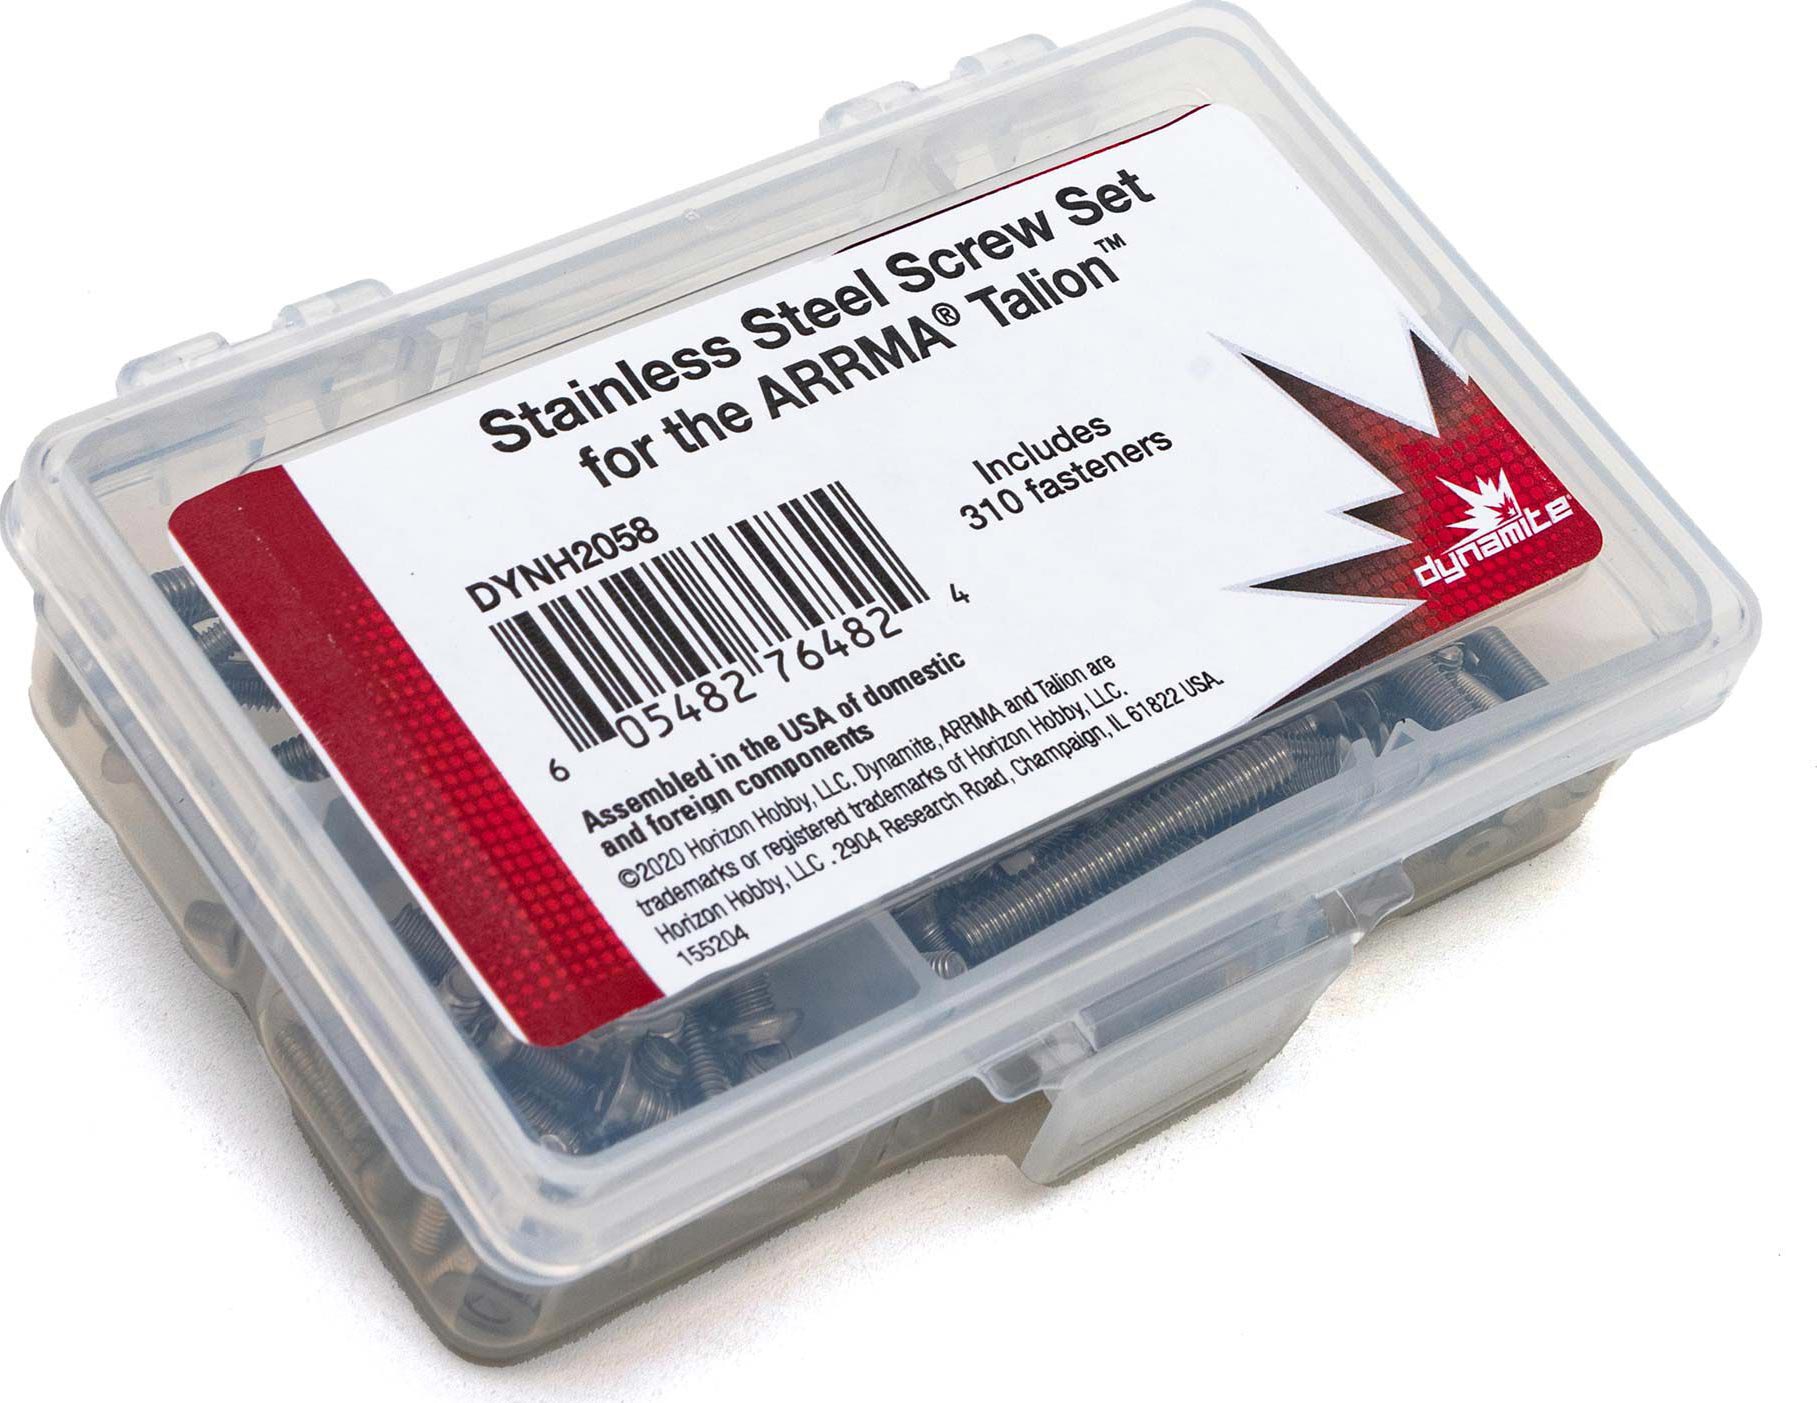 Stainless Steel Screw Set
for the ARRMA® Talion™
DYNH2058
Includes
310 fasteners
6 05482 76482 4
dynamite®
Assembled in the USA of domestic
and foreign components
©2020 Horizon Hobby, LLC. Dynamite, ARRMA and Talion are
trademarks or registered trademarks of Horizon Hobby, LLC.
Horizon Hobby, LLC . 2904 Research Road, Champaign, IL 61822 USA.
155204